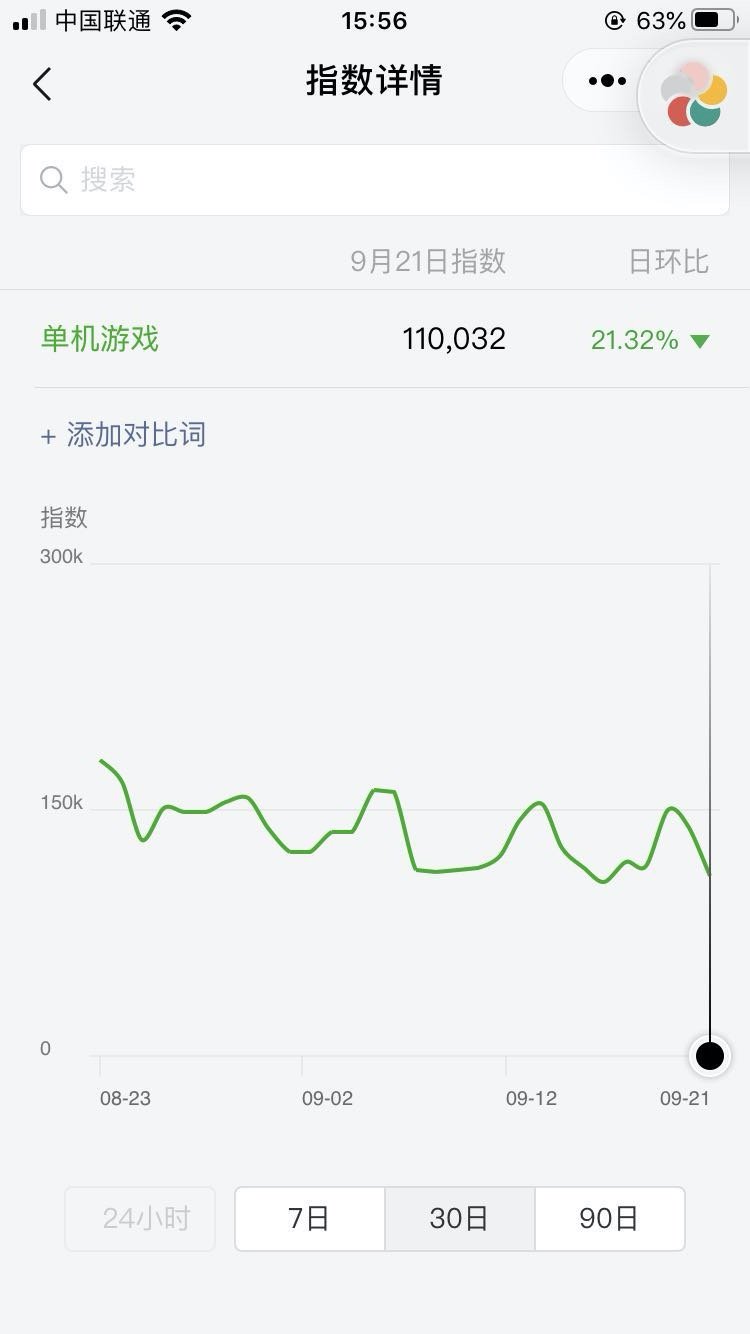 中国联通 15:56 63%
指数详情
搜索
9月21日指数 日环比
单机游戏 110,032 21.32%
+ 添加对比词
指数
300k
150k
0
08-23 09-02 09-12 09-21
24小时 7日 30日 90日